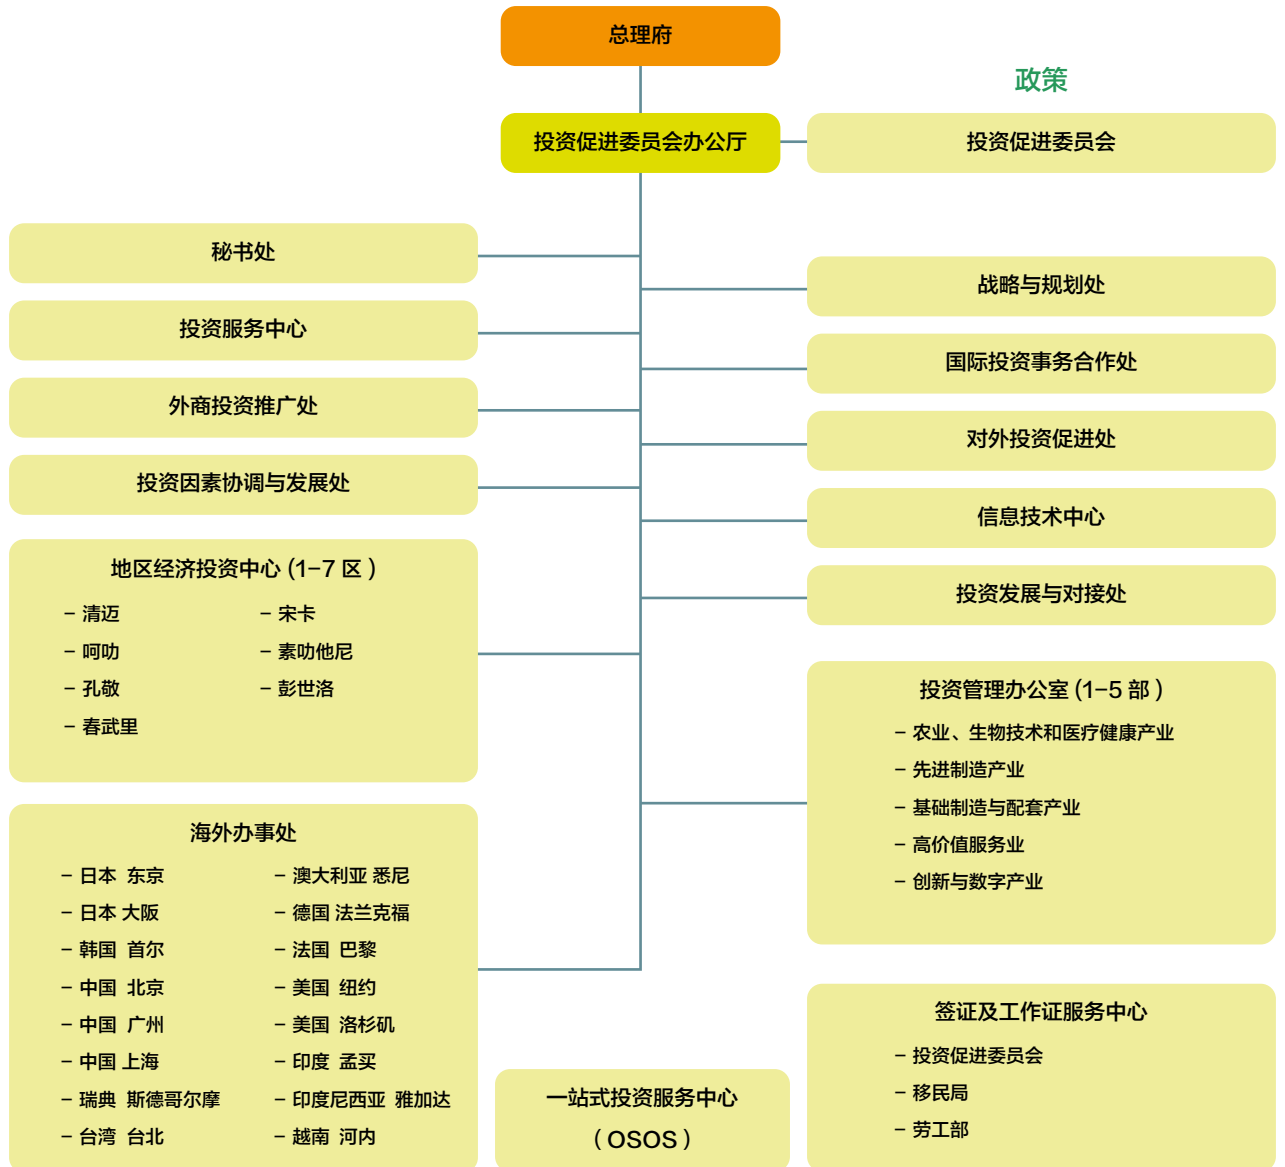 总理府
政策
投资促进委员会办公厅
投资促进委员会
秘书处
投资服务中心
外商投资推广处
投资因素协调与发展处
地区经济投资中心 (1–7 区 )
– 清迈
– 呵叻
– 孔敬
– 春武里
– 宋卡
– 素叻他尼
– 彭世洛
海外办事处
– 日本 东京
– 日本 大阪
– 韩国 首尔
– 中国 北京
– 中国 广州
– 中国 上海
– 瑞典 斯德哥尔摩
– 台湾 台北
– 澳大利亚 悉尼
– 德国 法兰克福
– 法国 巴黎
– 美国 纽约
– 美国 洛杉矶
– 印度 孟买
– 印度尼西亚 雅加达
– 越南 河内
战略与规划处
国际投资事务合作处
对外投资促进处
信息技术中心
投资发展与对接处
投资管理办公室 (1–5 部 )
– 农业、生物技术和医疗健康产业
– 先进制造产业
– 基础制造与配套产业
– 高价值服务业
– 创新与数字产业
签证及工作证服务中心
– 投资促进委员会
– 移民局
– 劳工部
一站式投资服务中心
( OSOS )